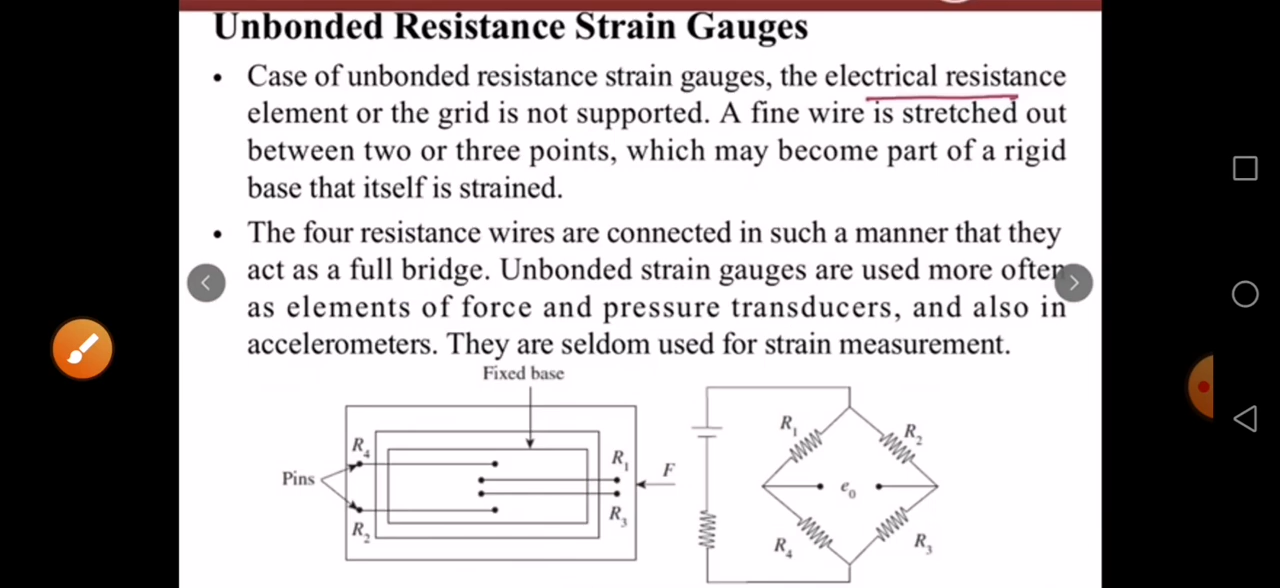 Unbonded Resistance Strain Gauges
• Case of unbonded resistance strain gauges, the electrical resistance
element or the grid is not supported. A fine wire is stretched out
between two or three points, which may become part of a rigid
base that itself is strained.
• The four resistance wires are connected in such a manner that they
act as a full bridge. Unbonded strain gauges are used more often
as elements of force and pressure transducers, and also in
accelerometers. They are seldom used for strain measurement.
Fixed base
R₁
R₂
R₄
R₁
F
Pins
e₀
R₃
R₂
R₄
R₃